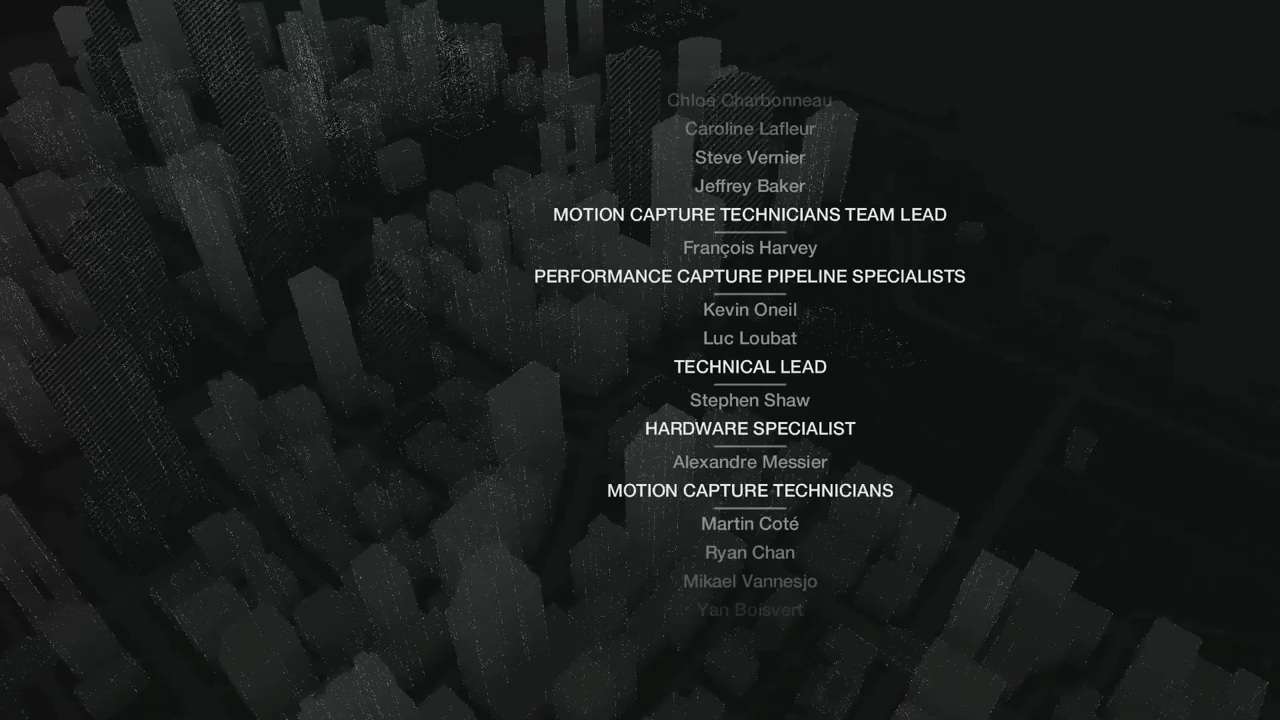 Chloé Charbonneau
Caroline Lafleur
Steve Vernier
Jeffrey Baker
MOTION CAPTURE TECHNICIANS TEAM LEAD
François Harvey
PERFORMANCE CAPTURE PIPELINE SPECIALISTS
Kevin Oneil
Luc Loubat
TECHNICAL LEAD
Stephen Shaw
HARDWARE SPECIALIST
Alexandre Messier
MOTION CAPTURE TECHNICIANS
Martin Coté
Ryan Chan
Mikael Vannesjo
Yan Boisvert